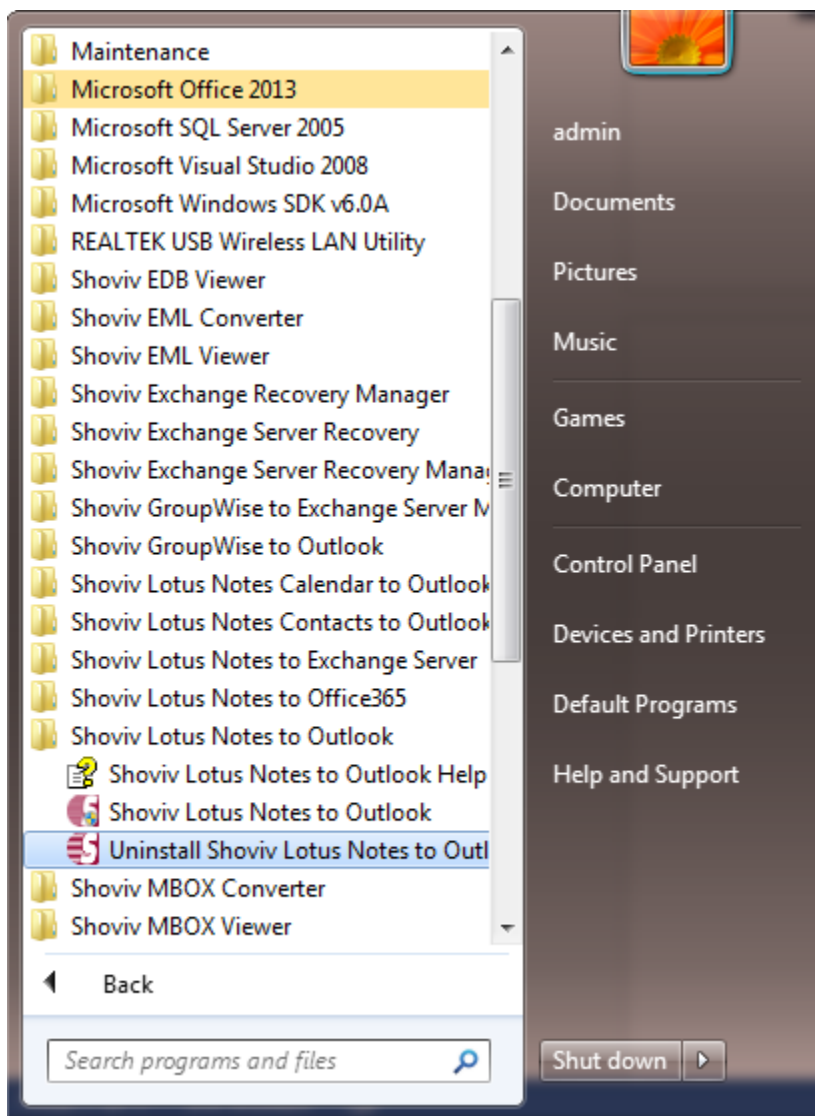 Maintenance
Microsoft Office 2013
Microsoft SQL Server 2005
Microsoft Visual Studio 2008
Microsoft Windows SDK v6.0A
REALTEK USB Wireless LAN Utility
Shoviv EDB Viewer
Shoviv EML Converter
Shoviv EML Viewer
Shoviv Exchange Recovery Manager
Shoviv Exchange Server Recovery
Shoviv Exchange Server Recovery Mana
Shoviv GroupWise to Exchange Server M
Shoviv GroupWise to Outlook
Shoviv Lotus Notes Calendar to Outlook
Shoviv Lotus Notes Contacts to Outlook
Shoviv Lotus Notes to Exchange Server
Shoviv Lotus Notes to Office365
Shoviv Lotus Notes to Outlook
Shoviv Lotus Notes to Outlook Help
Shoviv Lotus Notes to Outlook
Uninstall Shoviv Lotus Notes to Outl
Shoviv MBOX Converter
Shoviv MBOX Viewer
Back
Search programs and files
admin
Documents
Pictures
Music
Games
Computer
Control Panel
Devices and Printers
Default Programs
Help and Support
Shut down